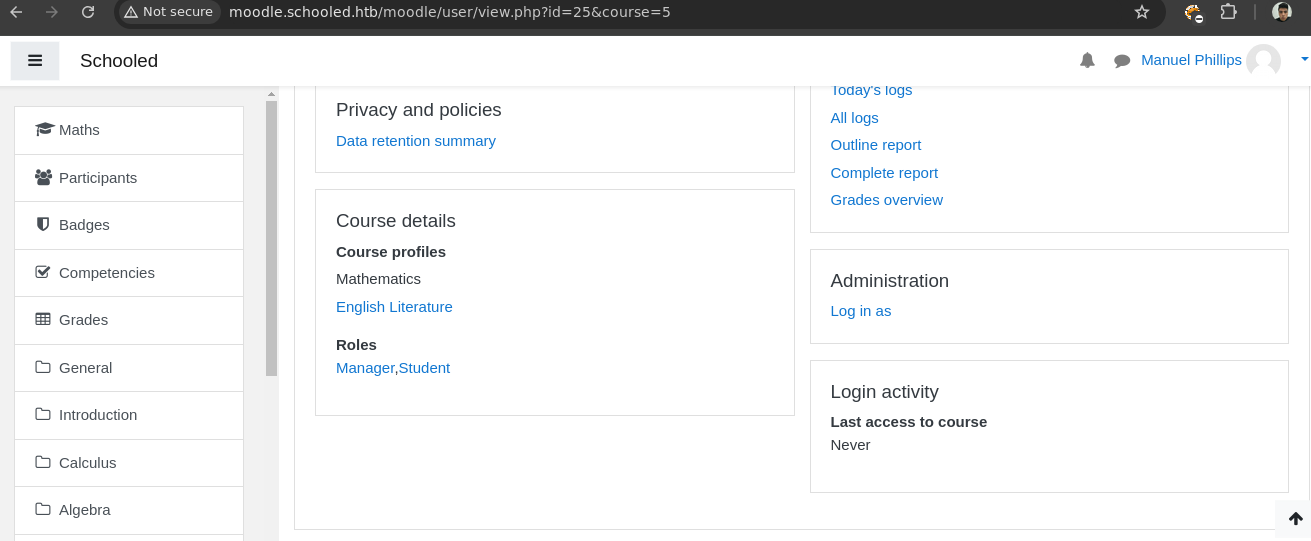 Not secure
moodle.schooled.htb/moodle/user/view.php?id=25&course=5
Schooled
Manuel Phillips
Maths
Participants
Badges
Competencies
Grades
General
Introduction
Calculus
Algebra
Privacy and policies
Data retention summary
Course details
Course profiles
Mathematics
English Literature
Roles
Manager,Student
Today's logs
All logs
Outline report
Complete report
Grades overview
Administration
Log in as
Login activity
Last access to course
Never